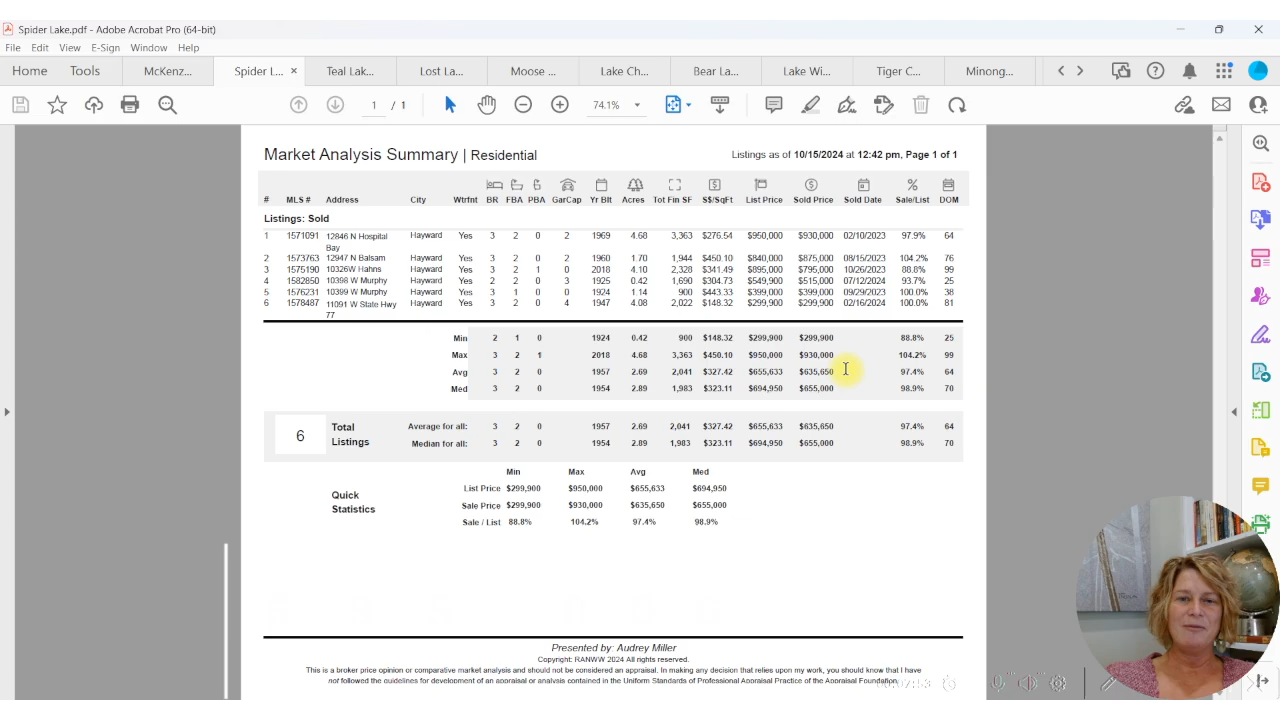 Spider Lake.pdf - Adobe Acrobat Pro (64-bit)
File Edit View E-Sign Window Help
Home Tools McKenz... Spider L... × Teal Lak... Lost La... Moose ... Lake Ch... Bear La... Lake Wi... Tiger C... Minong...
1 / 1 74.1%
Market Analysis Summary | Residential
Listings as of 10/15/2024 at 12:42 pm, Page 1 of 1
# MLS # Address City Wtrfnt BR FBA PBA GarCap Yr Blt Acres Tot Fin SF S$/SqFt List Price Sold Price Sold Date Sale/List DOM
Listings: Sold
1 1571091 12846 N Hospital Hayward Yes 3 2 0 2 1969 4.68 3,363 $276.54 $950,000 $930,000 02/10/2023 97.9% 64
Bay
2 1573763 12947 N Balsam Hayward Yes 3 2 0 2 1960 1.70 1,944 $450.10 $840,000 $875,000 08/15/2023 104.2% 76
3 1575190 10326W Hahns Hayward Yes 3 2 1 0 2018 4.10 2,328 $341.49 $895,000 $795,000 10/26/2023 88.8% 99
4 1582850 10398 W Murphy Hayward Yes 2 2 0 3 1925 0.42 1,690 $304.73 $549,900 $515,000 07/12/2024 93.7% 25
5 1576231 10399 W Murphy Hayward Yes 3 1 0 0 1924 1.14 900 $443.33 $399,000 $399,000 09/29/2023 100.0% 38
6 1578487 11091 W State Hwy Hayward Yes 3 2 0 4 1947 4.08 2,022 $148.32 $299,900 $299,900 02/16/2024 100.0% 81
77
Min 2 1 0 1924 0.42 900 $148.32 $299,900 $299,900 88.8% 25
Max 3 2 1 2018 4.68 3,363 $450.10 $950,000 $930,000 104.2% 99
Avg 3 2 0 1957 2.69 2,041 $327.42 $655,633 $635,650 97.4% 64
Med 3 2 0 1954 2.89 1,983 $323.11 $694,950 $655,000 98.9% 70
6 Total Listings
Average for all: 3 2 0 1957 2.69 2,041 $327.42 $655,633 $635,650 97.4% 64
Median for all: 3 2 0 1954 2.89 1,983 $323.11 $694,950 $655,000 98.9% 70
Quick Statistics
Min Max Avg Med
List Price $299,900 $950,000 $655,633 $694,950
Sale Price $299,900 $930,000 $635,650 $655,000
Sale / List 88.8% 104.2% 97.4% 98.9%
Presented by: Audrey Miller
Copyright: RANWW 2024 All rights reserved.
This is a broker price opinion or comparative market analysis and should not be considered an appraisal. In making any decision that relies upon my work, you should know that I have
not followed the guidelines for development of an appraisal or analysis contained in the Uniform Standards of Professional Appraisal Practice of the Appraisal Foundation.